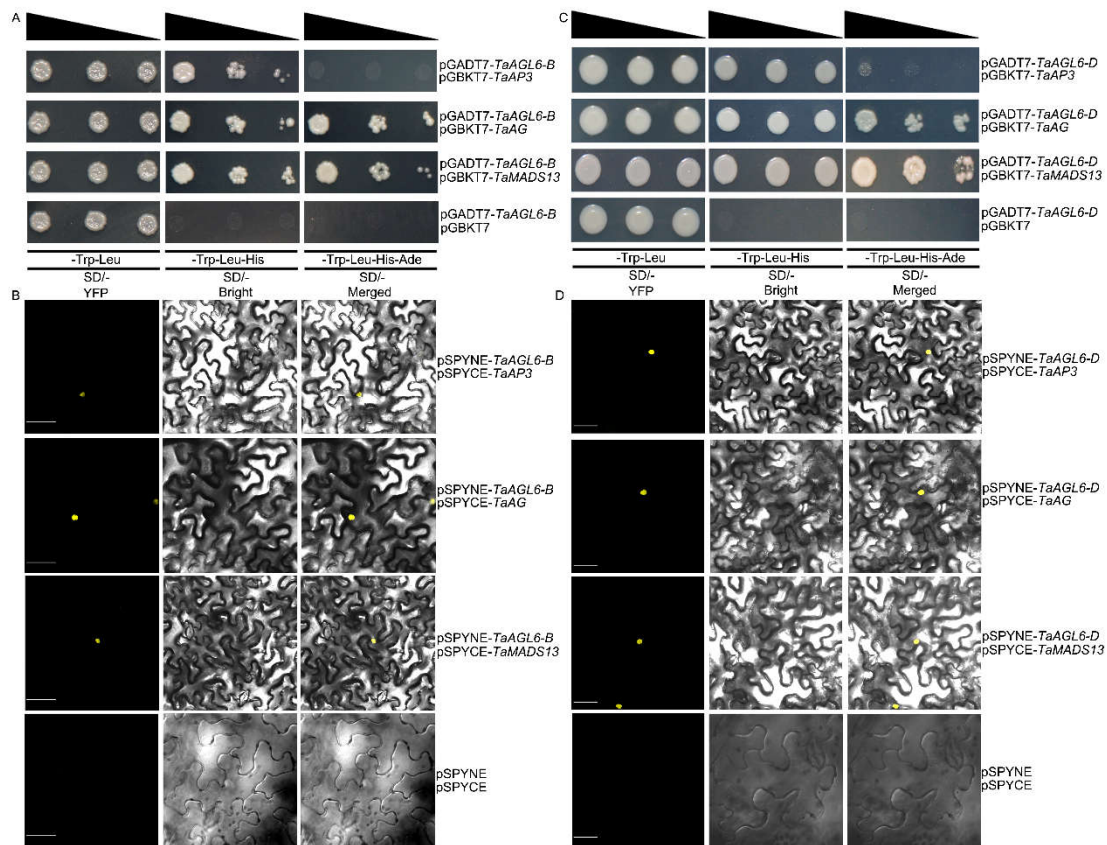 A
pGADT7-TaAGL6-B
pGBKT7-TaAP3
pGADT7-TaAGL6-B
pGBKT7-TaAG
pGADT7-TaAGL6-B
pGBKT7-TaMADS13
pGADT7-TaAGL6-B
pGBKT7
-Trp-Leu -Trp-Leu-His -Trp-Leu-His-Ade
SD/- SD/- SD/-
B
YFP Bright Merged
pSPYNE-TaAGL6-B
pSPYCE-TaAP3
pSPYNE-TaAGL6-B
pSPYCE-TaAG
pSPYNE-TaAGL6-B
pSPYCE-TaMADS13
pSPYNE
pSPYCE
C
pGADT7-TaAGL6-D
pGBKT7-TaAP3
pGADT7-TaAGL6-D
pGBKT7-TaAG
pGADT7-TaAGL6-D
pGBKT7-TaMADS13
pGADT7-TaAGL6-D
pGBKT7
-Trp-Leu -Trp-Leu-His -Trp-Leu-His-Ade
SD/- SD/- SD/-
D
YFP Bright Merged
pSPYNE-TaAGL6-D
pSPYCE-TaAP3
pSPYNE-TaAGL6-D
pSPYCE-TaAG
pSPYNE-TaAGL6-D
pSPYCE-TaMADS13
pSPYNE
pSPYCE